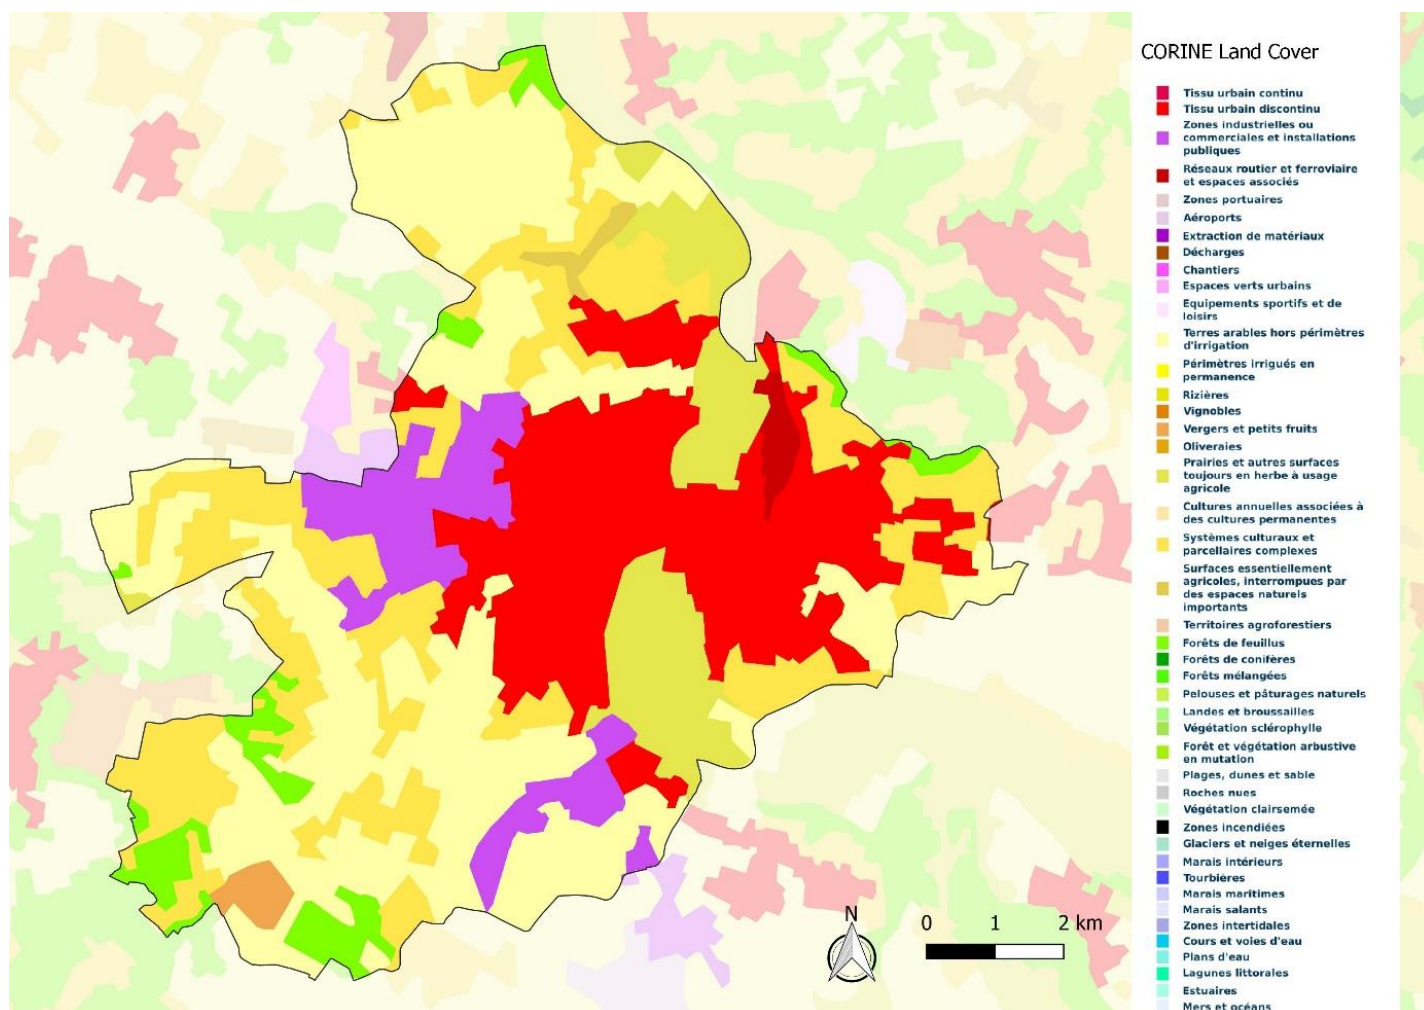 CORINE Land Cover
Tissu urbain continu
Tissu urbain discontinu
Zones industrielles ou
commerciales et installations
publiques
Réseaux routier et ferroviaire
et espaces associés
Zones portuaires
Aéroports
Extraction de matériaux
Décharges
Chantiers
Espaces verts urbains
Equipements sportifs et de
loisirs
Terres arables hors périmètres
d'irrigation
Périmètres irrigués en
permanence
Rizières
Vignobles
Vergers et petits fruits
Oliveraies
Prairies et autres surfaces
toujours en herbe à usage
agricole
Cultures annuelles associées à
des cultures permanentes
Systèmes culturaux et
parcellaires complexes
Surfaces essentiellement
agricoles, interrompues par
des espaces naturels
importants
Territoires agroforestiers
Forêts de feuillus
Forêts de conifères
Forêts mélangées
Pelouses et pâturages naturels
Landes et broussailles
Végétation sclérophylle
Forêt et végétation arbustive
en mutation
Plages, dunes et sable
Roches nues
Végétation clairsemée
Zones incendiées
Glaciers et neiges éternelles
Marais intérieurs
Tourbières
Marais maritimes
Marais salants
Zones intertidales
Cours et voies d'eau
Plans d'eau
Lagunes littorales
Estuaires
Mers et océans
N
0 1 2 km